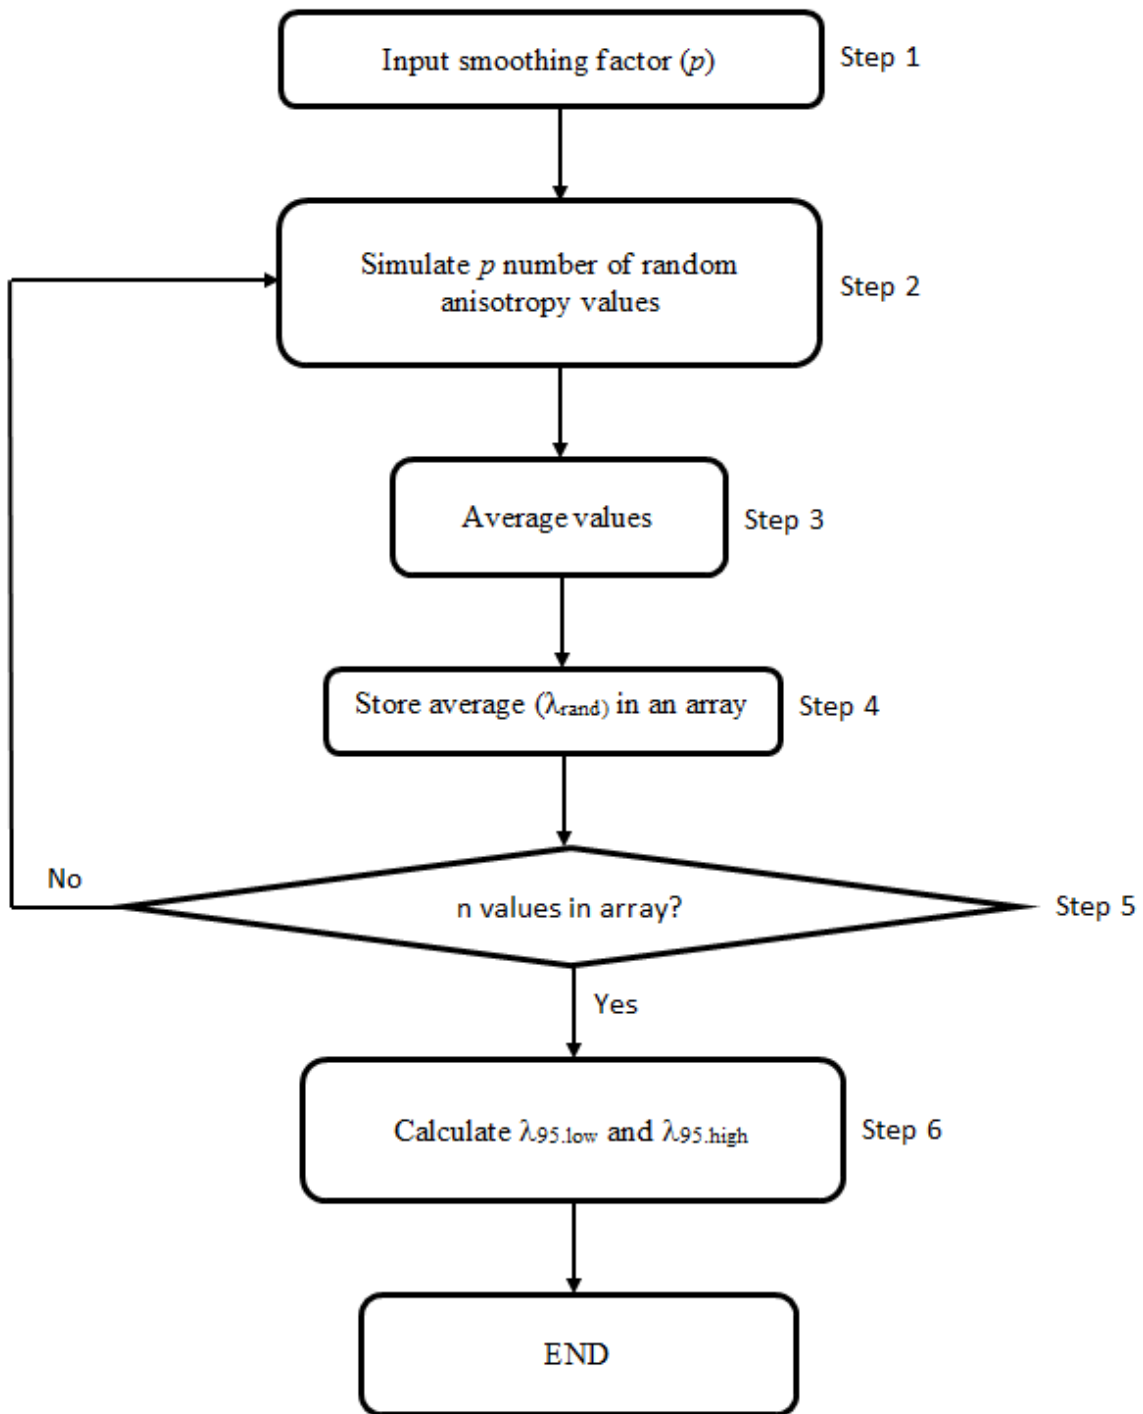 Input smoothing factor (p)
Step 1
Simulate p number of random
anisotropy values
Step 2
Average values
Step 3
Store average (λrand) in an array
Step 4
No
n values in array?
Step 5
Yes
Calculate λ95.low and λ95.high
Step 6
END